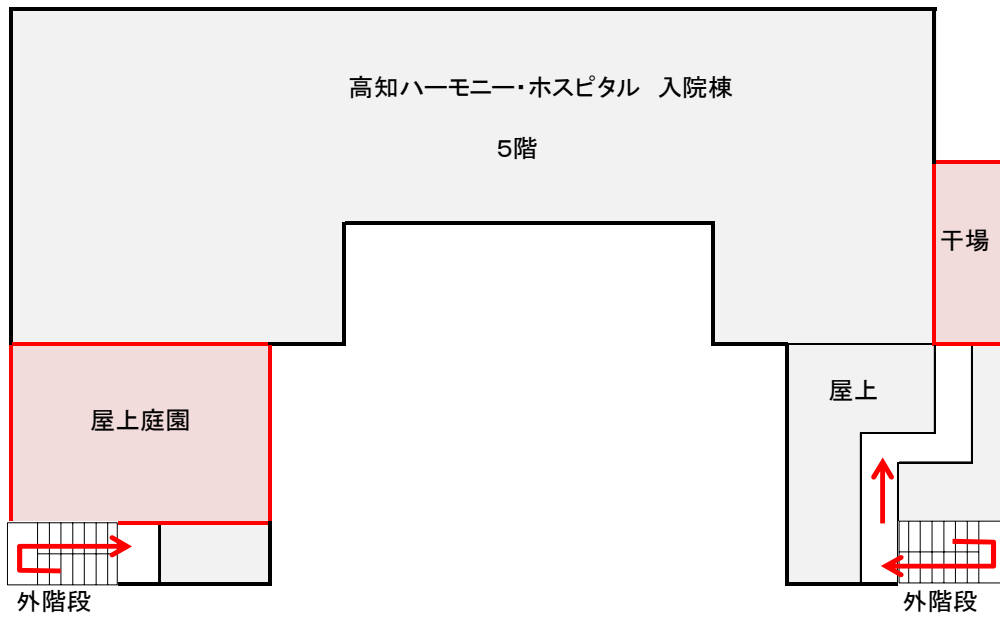 高知ハーモニー・ホスピタル　入院棟
５階
干場
屋上
屋上庭園
外階段
外階段